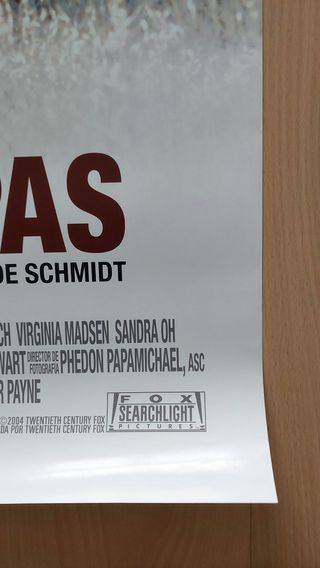 PAS
DE SCHMIDT
CH VIRGINIA MADSEN SANDRA OH
WART DIRECTOR DE FOTOGRAFÍA PHEDON PAPAMICHAEL, ASC
R PAYNE
FOX
SEARCHLIGHT
PICTURES
©2004 TWENTIETH CENTURY FOX
DA POR TWENTIETH CENTURY FOX